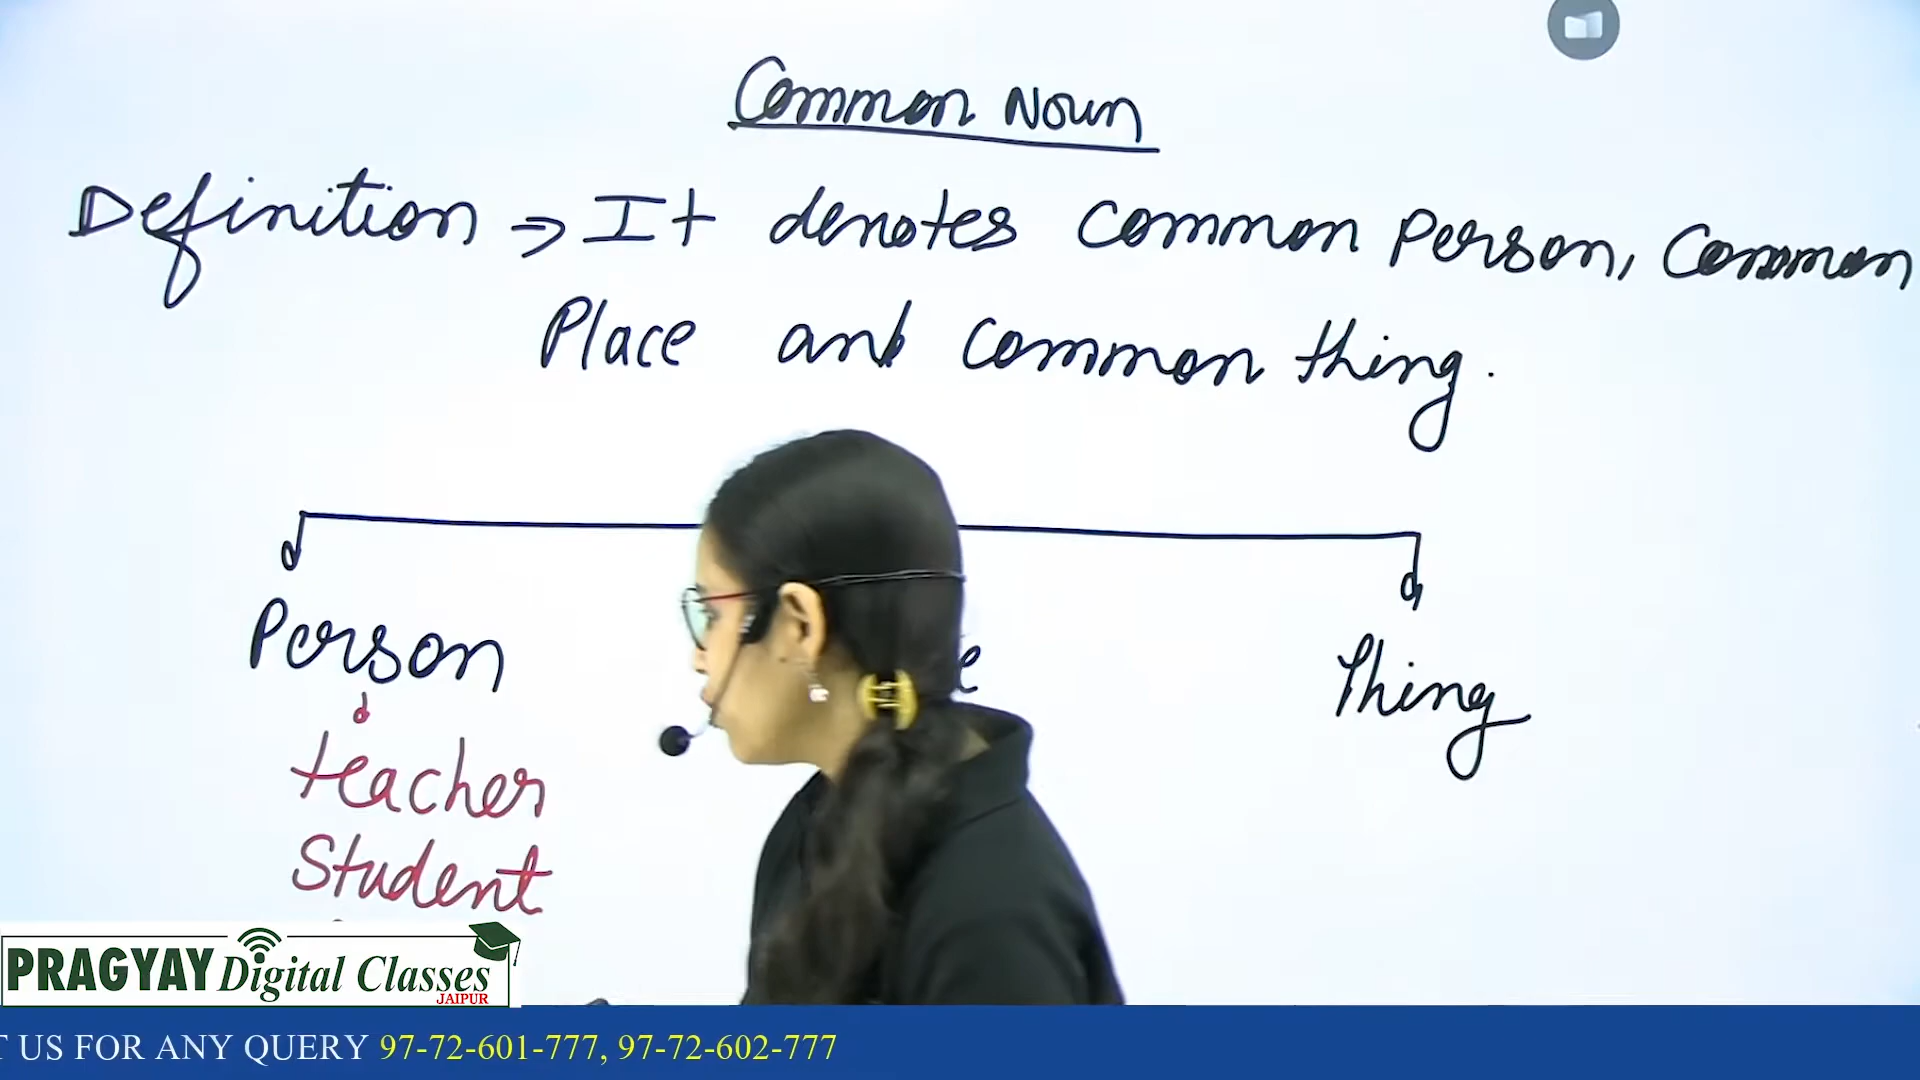 Common Noun
Definition → It denotes common Person, Common
Place and common thing.
Person
Thing
teacher
Student
PRAGYAY Digital Classes
JAIPUR
T US FOR ANY QUERY 97-72-601-777, 97-72-602-777